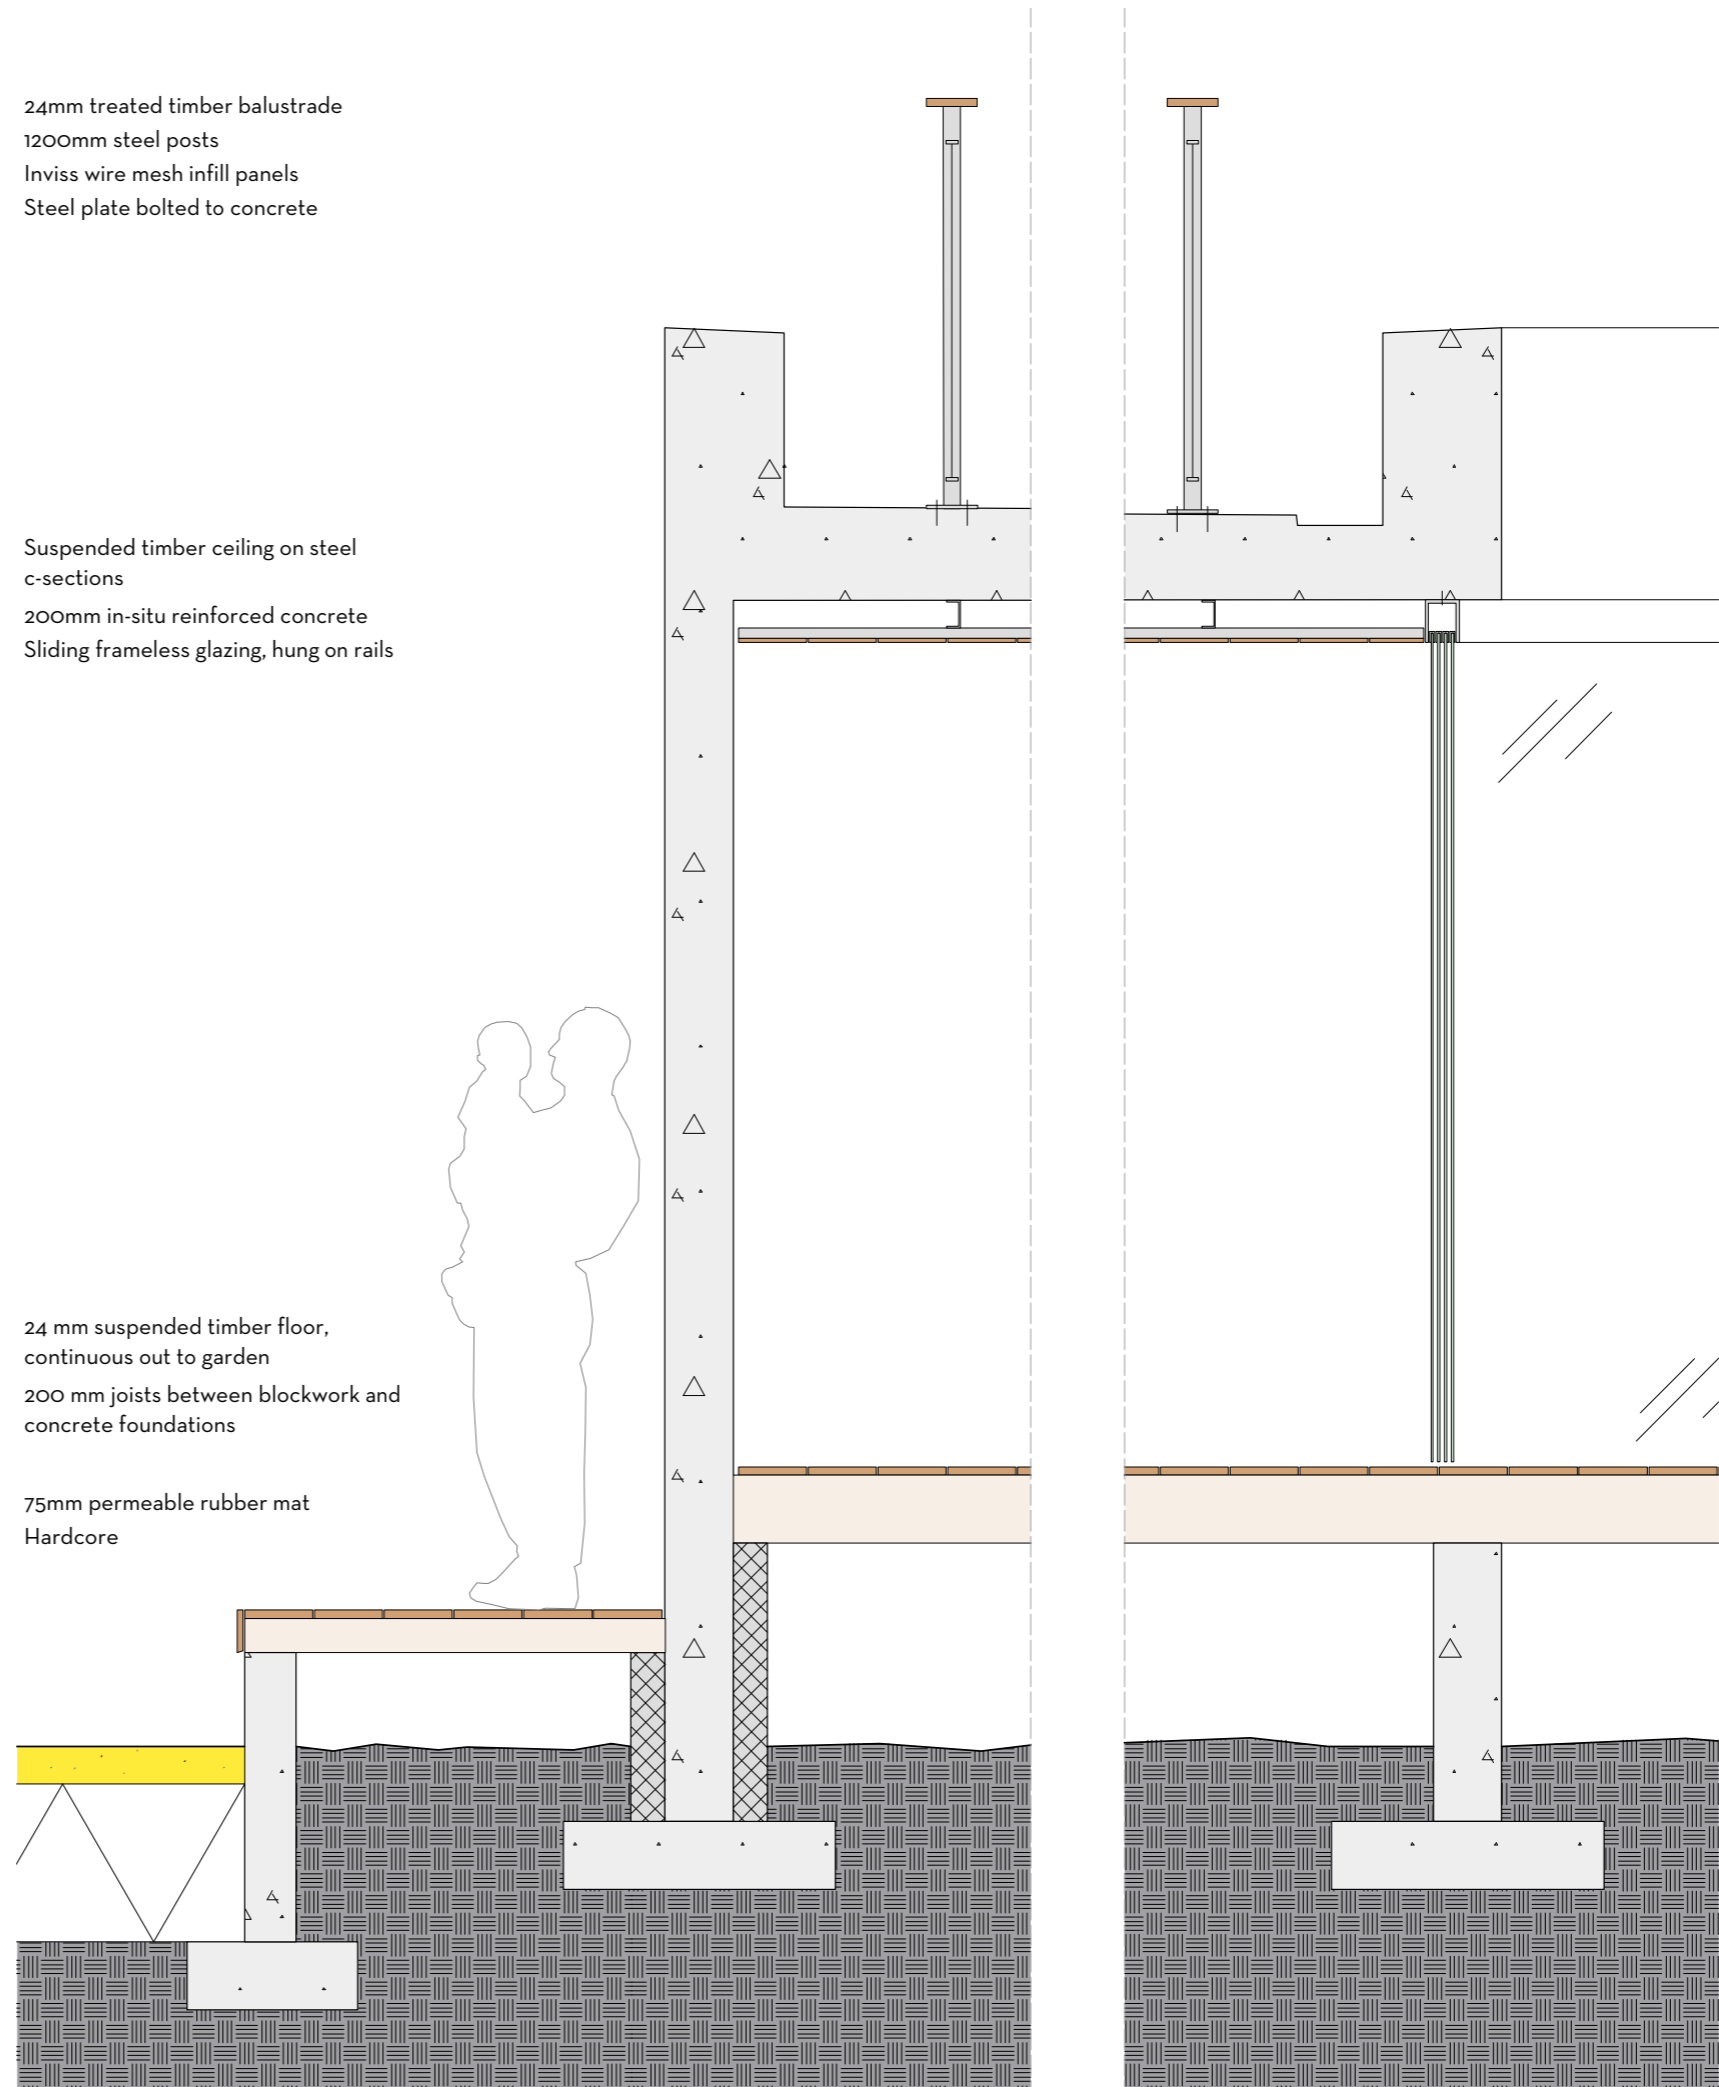 24mm treated timber balustrade
1200mm steel posts
Inviss wire mesh infill panels
Steel plate bolted to concrete
Suspended timber ceiling on steel
c-sections
200mm in-situ reinforced concrete
Sliding frameless glazing, hung on rails
24 mm suspended timber floor,
continuous out to garden
200 mm joists between blockwork and
concrete foundations
75mm permeable rubber mat
Hardcore